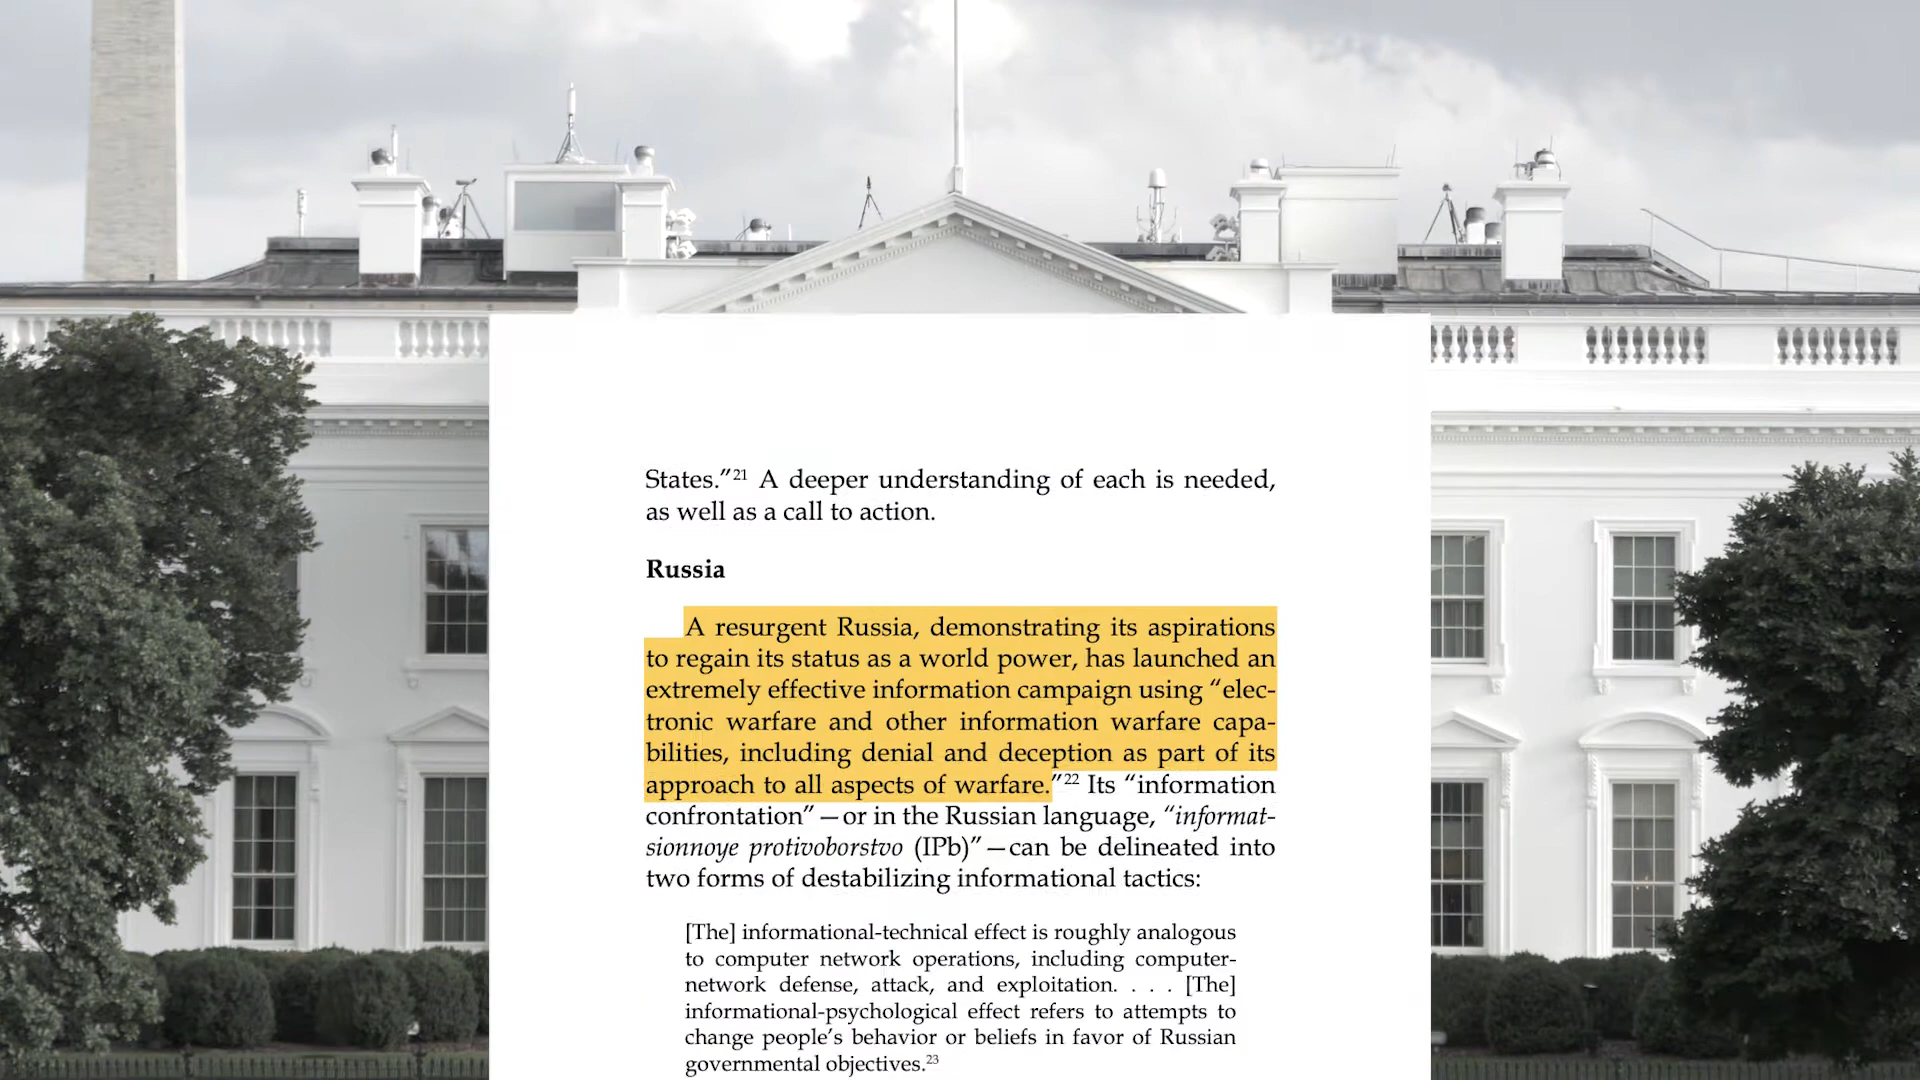 States.”21 A deeper understanding of each is needed,
as well as a call to action.
Russia
A resurgent Russia, demonstrating its aspirations
to regain its status as a world power, has launched an
extremely effective information campaign using “elec-
tronic warfare and other information warfare capa-
bilities, including denial and deception as part of its
approach to all aspects of warfare.”22 Its “information
confrontation”—or in the Russian language, “informat-
sionnoye protivoborstvo (IPb)”—can be delineated into
two forms of destabilizing informational tactics:
[The] informational-technical effect is roughly analogous
to computer network operations, including computer-
network defense, attack, and exploitation. . . . [The]
informational-psychological effect refers to attempts to
change people’s behavior or beliefs in favor of Russian
governmental objectives.23